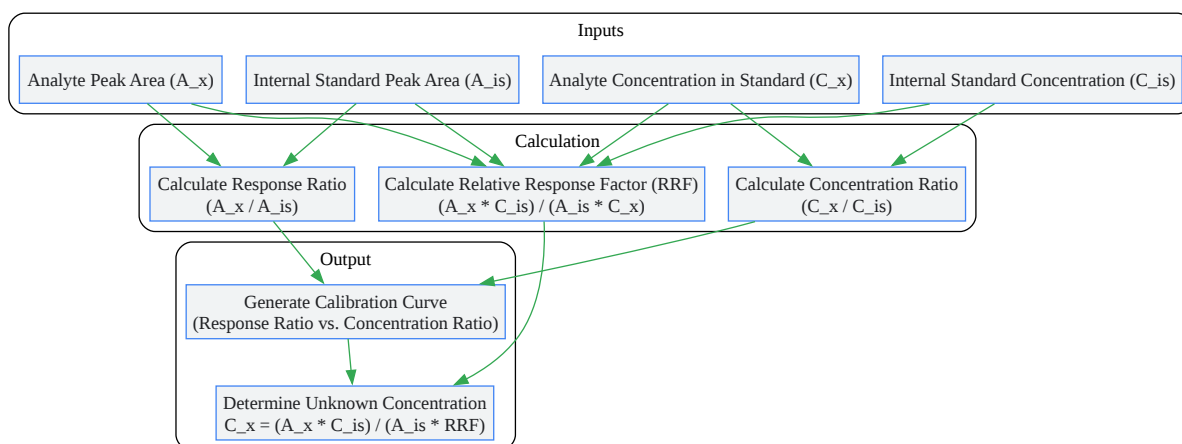 Inputs
Analyte Peak Area (A_x)
Internal Standard Peak Area (A_is)
Analyte Concentration in Standard (C_x)
Internal Standard Concentration (C_is)
Calculation
Calculate Response Ratio
(A_x / A_is)
Calculate Relative Response Factor (RRF)
(A_x * C_is) / (A_is * C_x)
Calculate Concentration Ratio
(C_x / C_is)
Output
Generate Calibration Curve
(Response Ratio vs. Concentration Ratio)
Determine Unknown Concentration
C_x = (A_x * C_is) / (A_is * RRF)